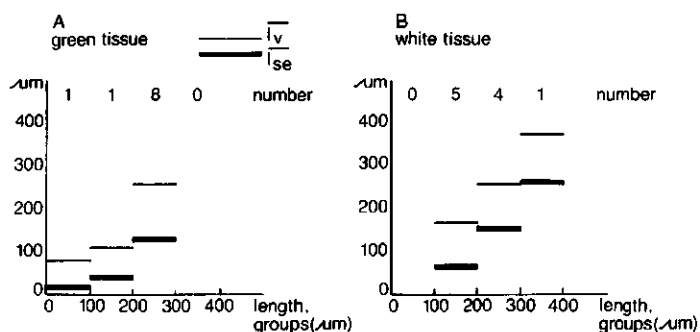 A
green tissue
l̅v
l̅se
µm
1 1 8 0 number
400
300
200
100
0
0 100 200 300 400 length,
groups(µm)
B
white tissue
µm
0 5 4 1 number
400
300
200
100
0
0 100 200 300 400 length,
groups(µm)